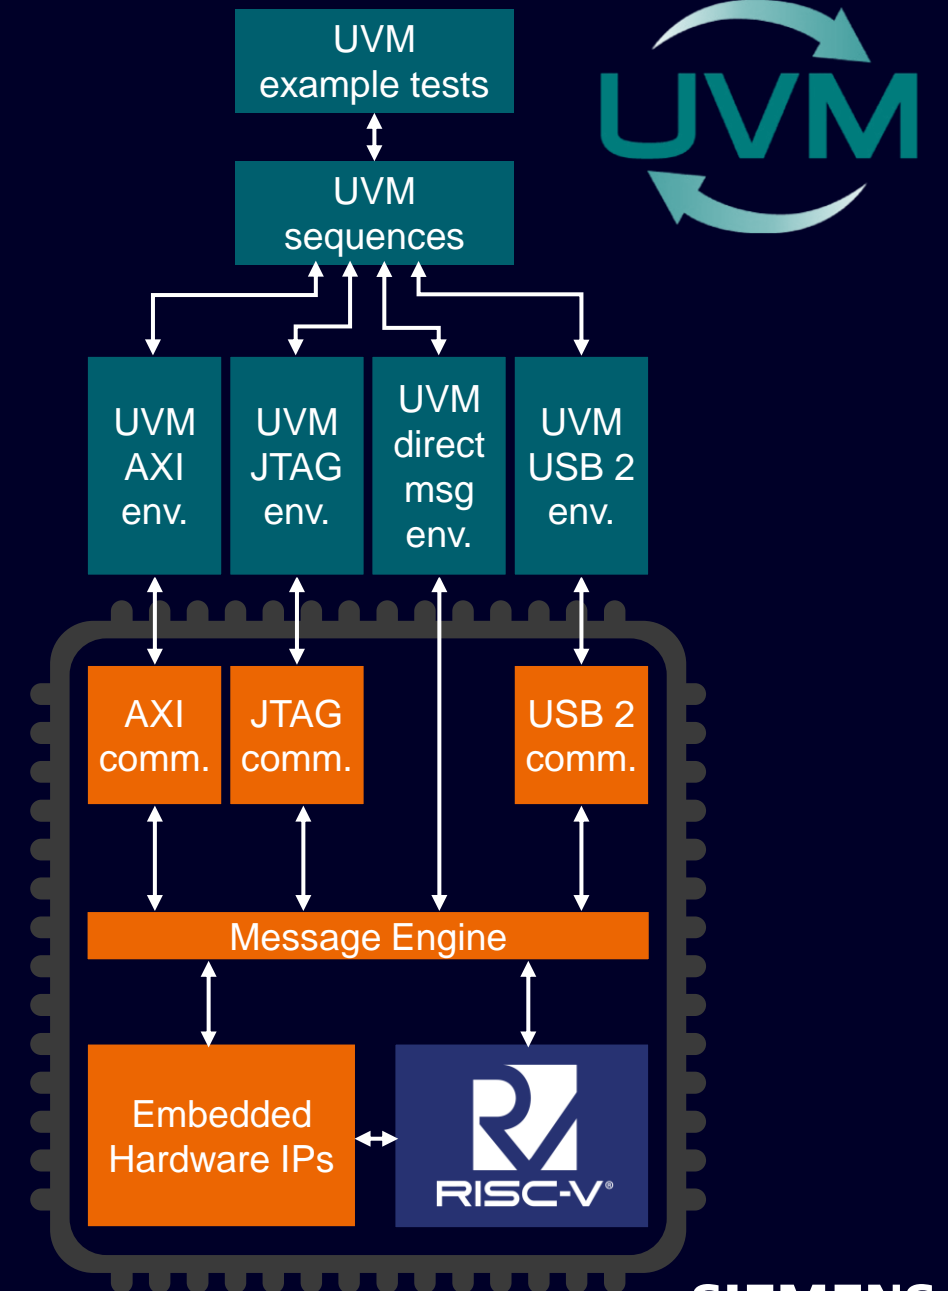 UVM
example tests
UVM
UVM
sequences
UVM
AXI
env.
UVM
JTAG
env.
UVM
direct
msg
env.
UVM
USB 2
env.
AXI
comm.
JTAG
comm.
USB 2
comm.
Message Engine
Embedded
Hardware IPs
RISC-V®
SIEMENS